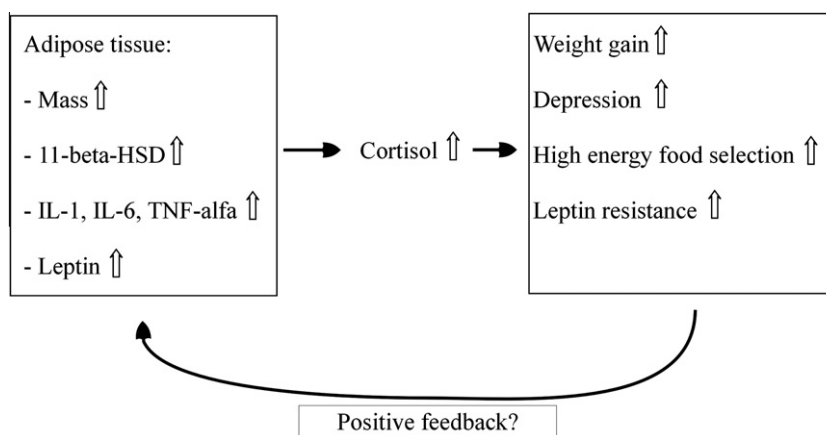 Adipose tissue:
- Mass ⇧
- 11-beta-HSD ⇧
- IL-1, IL-6, TNF-alfa ⇧
- Leptin ⇧
Cortisol ⇧
Weight gain ⇧
Depression ⇧
High energy food selection ⇧
Leptin resistance ⇧
Positive feedback?